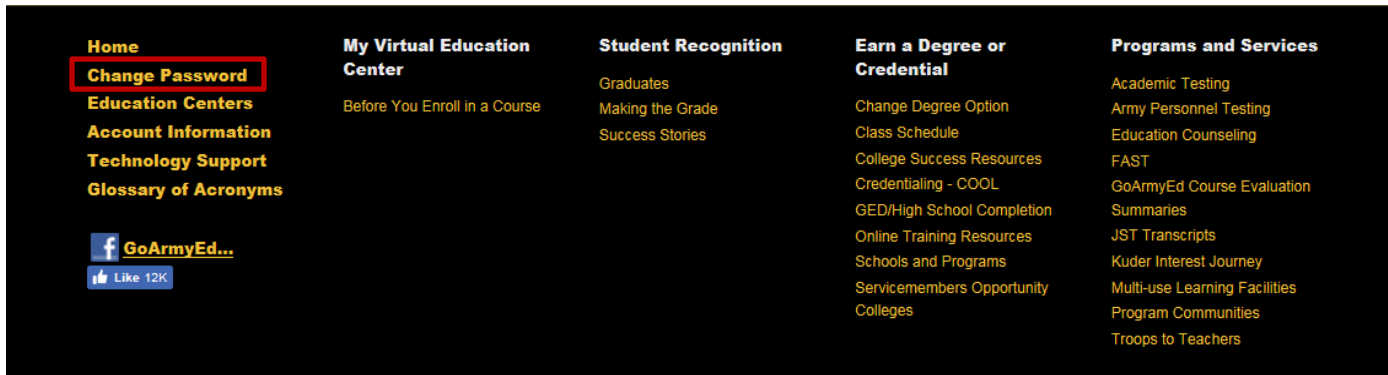 Home
Change Password
Education Centers
Account Information
Technology Support
Glossary of Acronyms
GoArmyEd...
Like 12K
My Virtual Education
Center
Before You Enroll in a Course
Student Recognition
Graduates
Making the Grade
Success Stories
Earn a Degree or
Credential
Change Degree Option
Class Schedule
College Success Resources
Credentialing - COOL
GED/High School Completion
Online Training Resources
Schools and Programs
Servicemembers Opportunity
Colleges
Programs and Services
Academic Testing
Army Personnel Testing
Education Counseling
FAST
GoArmyEd Course Evaluation
Summaries
JST Transcripts
Kuder Interest Journey
Multi-use Learning Facilities
Program Communities
Troops to Teachers